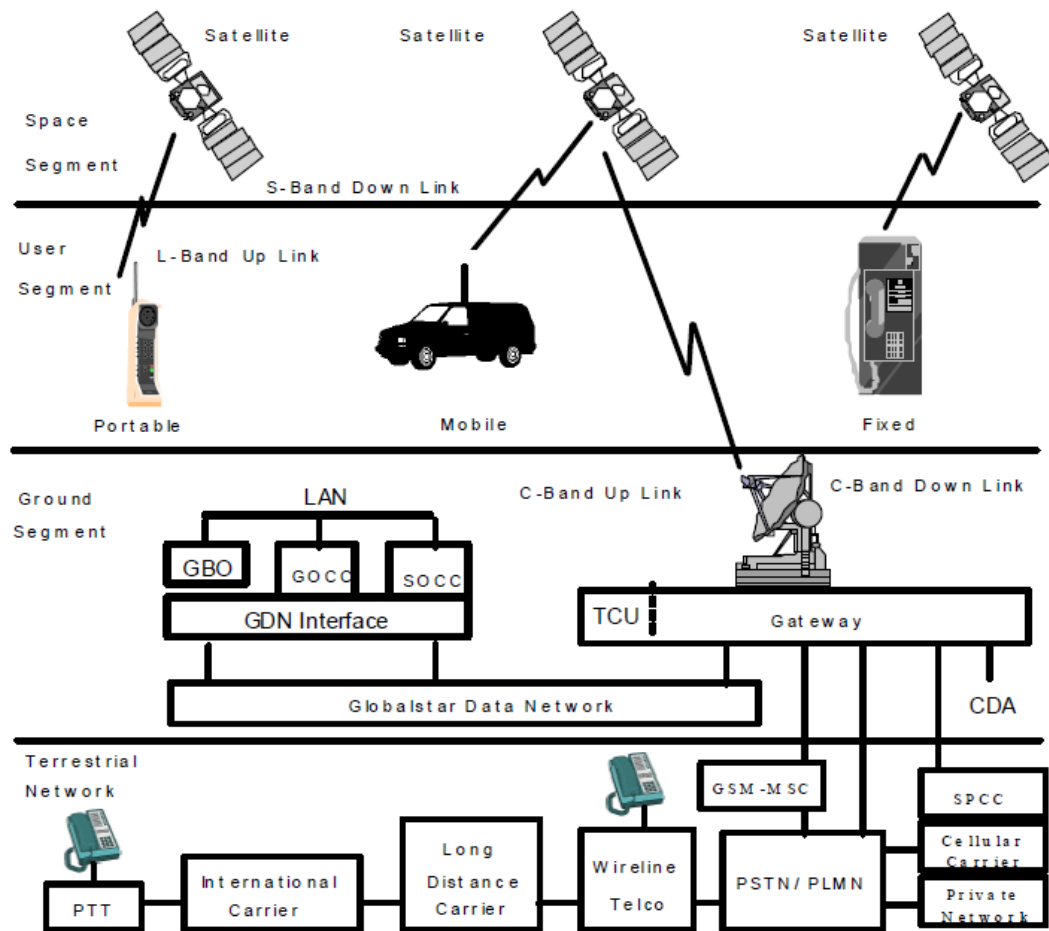 Satellite
Satellite
Satellite
Space
Segment
S-Band Down Link
User
Segment
L-Band Up Link
Portable
Mobile
Fixed
Ground
Segment
LAN
C-Band Up Link
C-Band Down Link
GBO
GOCC
SOCC
GDN Interface
TCU
Gateway
Globalstar Data Network
CDA
Terrestrial
Network
GSM-MSC
SPCC
Cellular
Carrier
Private
Network
PTT
International
Carrier
Long
Distance
Carrier
Wireline
Telco
PSTN/PLMN